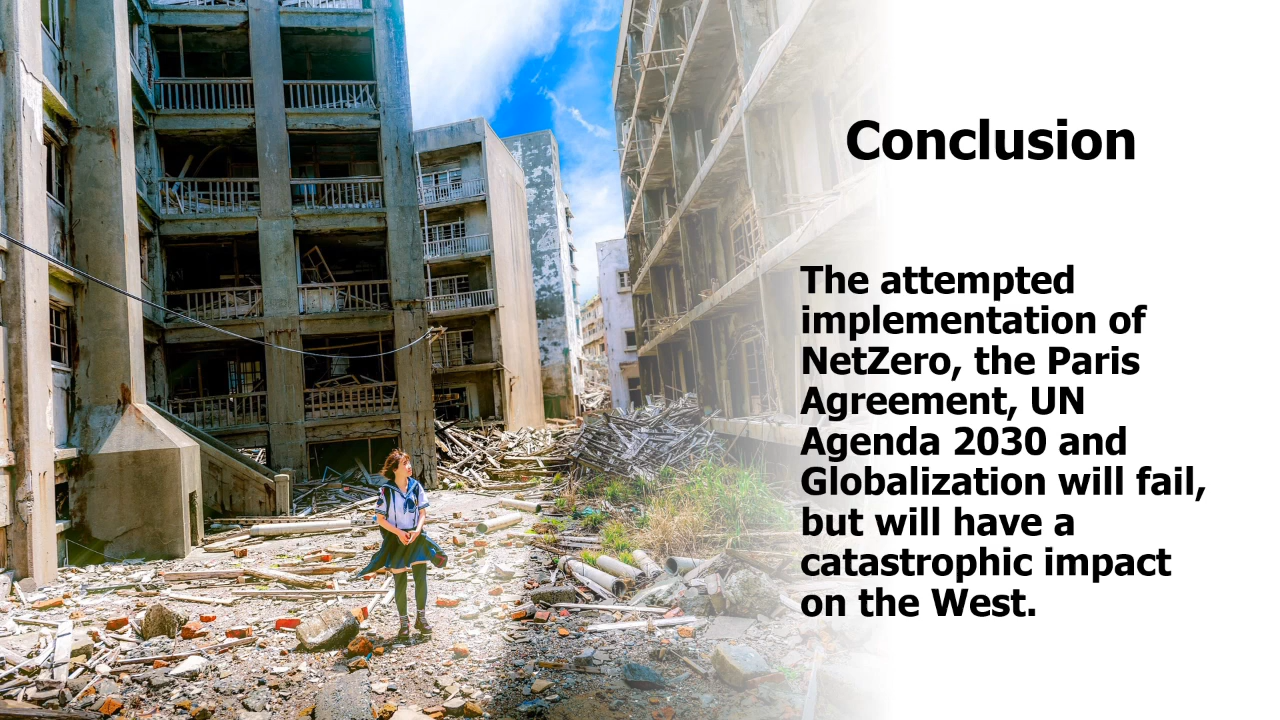 Conclusion
The attempted
implementation of
NetZero, the Paris
Agreement, UN
Agenda 2030 and
Globalization will fail,
but will have a
catastrophic impact
on the West.